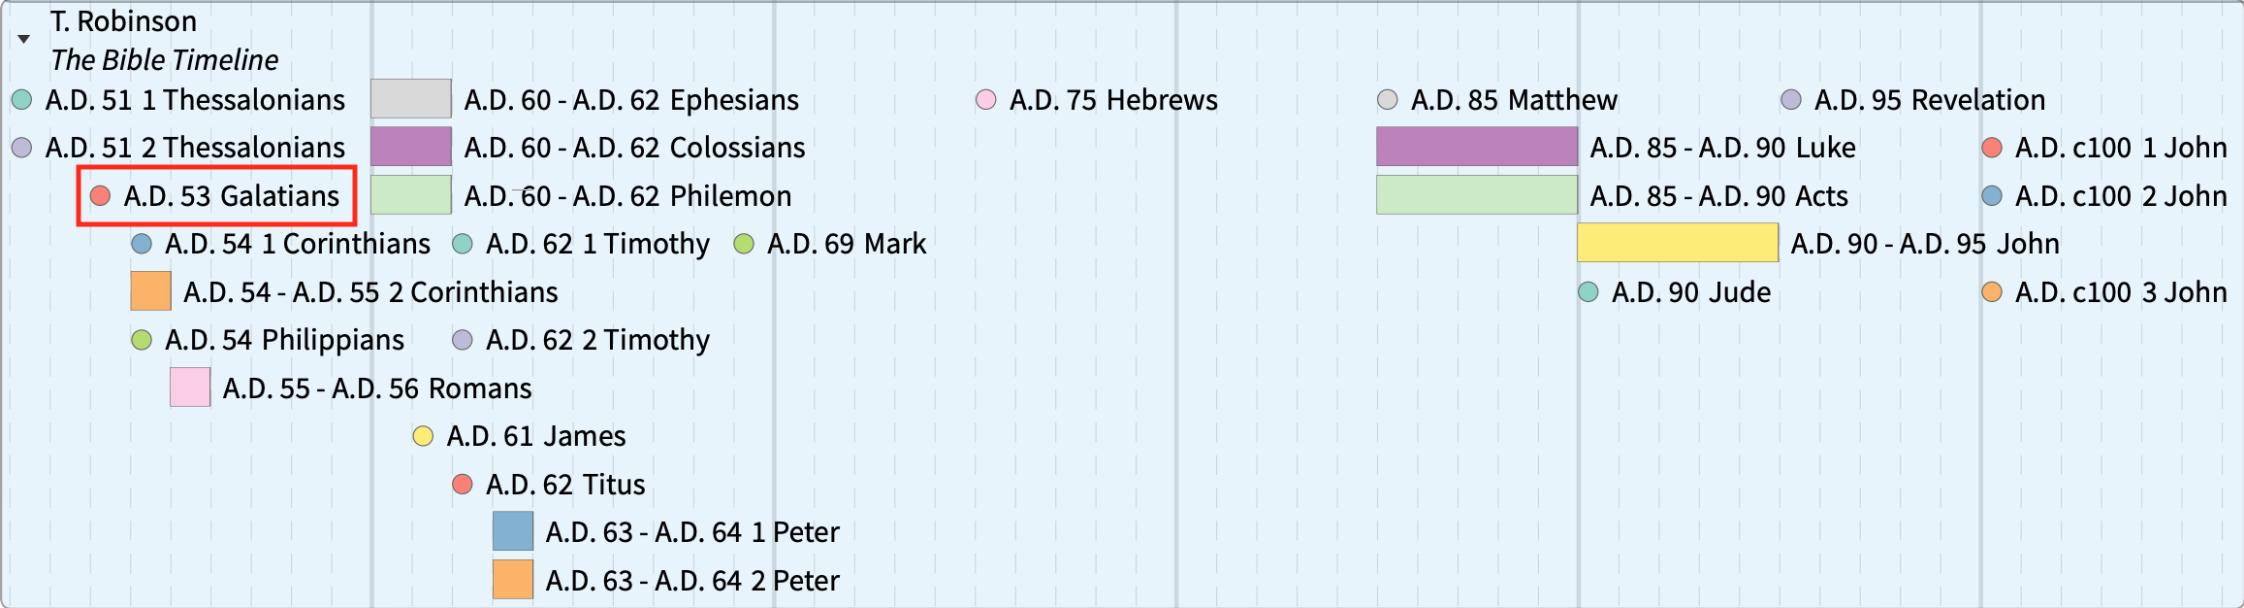 T. Robinson
The Bible Timeline
A.D. 51 1 Thessalonians
A.D. 60 - A.D. 62 Ephesians
A.D. 75 Hebrews
A.D. 85 Matthew
A.D. 95 Revelation
A.D. 51 2 Thessalonians
A.D. 60 - A.D. 62 Colossians
A.D. 85 - A.D. 90 Luke
A.D. c100 1 John
A.D. 53 Galatians
A.D. 60 - A.D. 62 Philemon
A.D. 85 - A.D. 90 Acts
A.D. c100 2 John
A.D. 54 1 Corinthians
A.D. 62 1 Timothy
A.D. 69 Mark
A.D. 90 - A.D. 95 John
A.D. 54 - A.D. 55 2 Corinthians
A.D. 90 Jude
A.D. c100 3 John
A.D. 54 Philippians
A.D. 62 2 Timothy
A.D. 55 - A.D. 56 Romans
A.D. 61 James
A.D. 62 Titus
A.D. 63 - A.D. 64 1 Peter
A.D. 63 - A.D. 64 2 Peter